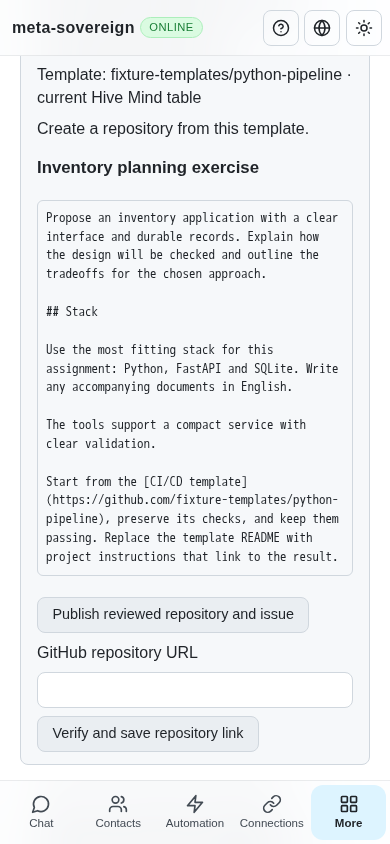 meta-sovereign ONLINE
Template: fixture-templates/python-pipeline ·
current Hive Mind table
Create a repository from this template.
Inventory planning exercise
Propose an inventory application with a clear
interface and durable records. Explain how
the design will be checked and outline the
tradeoffs for the chosen approach.
## Stack
Use the most fitting stack for this
assignment: Python, FastAPI and SQLite. Write
any accompanying documents in English.
The tools support a compact service with
clear validation.
Start from the [CI/CD template]
(https://github.com/fixture-templates/python-
pipeline), preserve its checks, and keep them
passing. Replace the template README with
project instructions that link to the result.
Publish reviewed repository and issue
GitHub repository URL
Verify and save repository link
Chat Contacts Automation Connections More